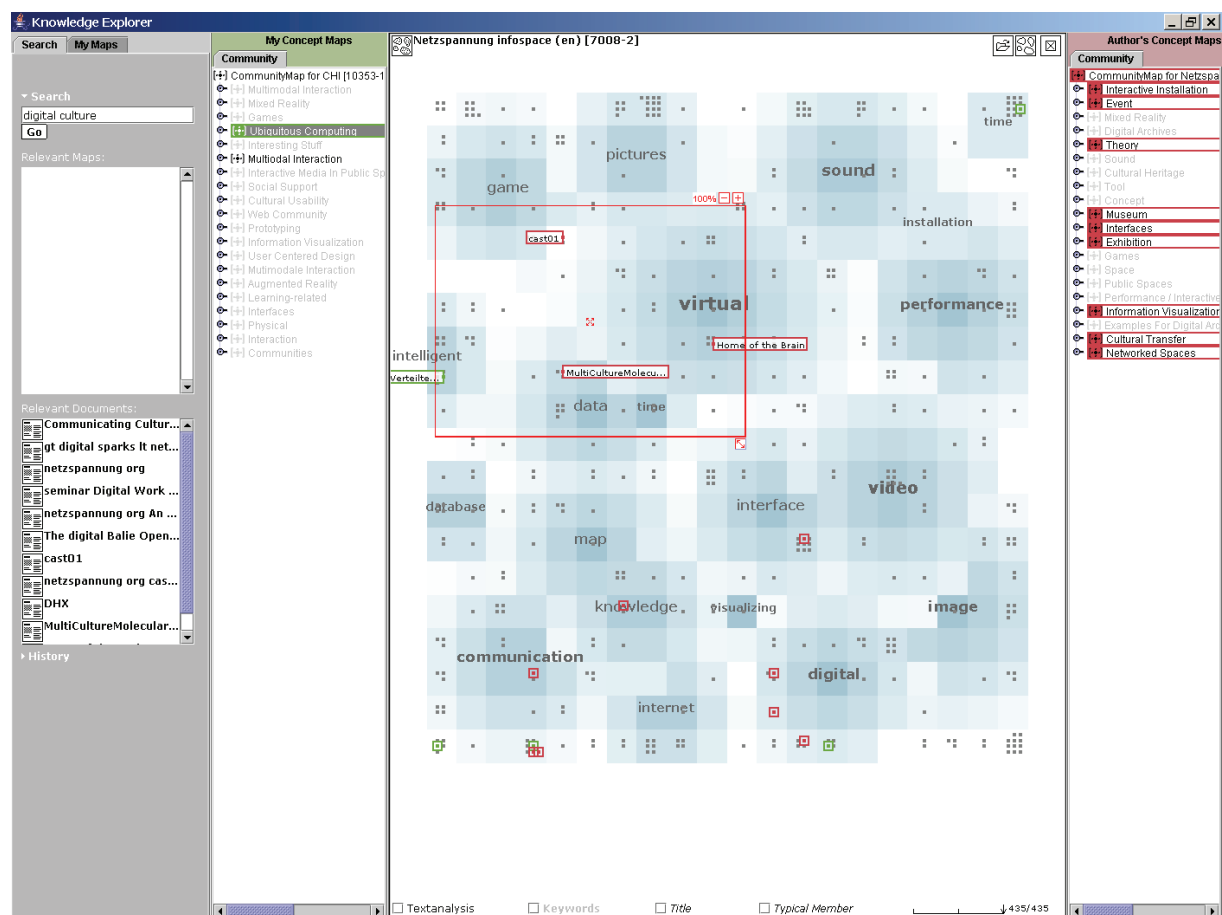 Knowledge Explorer
Search
My Maps
Search
digital culture
Go
Relevant Maps:
Relevant Documents:
Communicating Cultur...
gt digital sparks lt net...
netzspannung org
seminar Digital Work ...
netzspannung org An ...
The digital Balie Open...
cast01
netzspannung org cas...
DHX
MultiCultureMolecular...
History
My Concept Maps
Community
CommunityMap for CHI [10353-1
Multimodal Interaction
Mixed Reality
Games
Ubiquitous Computing
Interesting Stuff
Multiodal Interaction
Interactive Media In Public Sp
Social Support
Cultural Usability
Web Community
Prototyping
Information Visualization
User Centered Design
Mutlimodale Interaction
Augmented Reality
Learning-related
Interfaces
Physical
Interaction
Communities
Netzspannung infospace (en) [7008-2]
time
pictures
sound
game
100%
installation
cast01
virtual
performance
Home of the Brain
intelligent
MultiCultureMolecu...
Verteilte...
data
time
video
database
interface
map
knowledge
visualizing
image
communication
digital
internet
Textanalysis
Keywords
Title
Typical Member
435/435
Author's Concept Maps
Community
CommunityMap for Netzspa
Interactive Installation
Event
Mixed Reality
Digital Archives
Theory
Sound
Cultural Heritage
Tool
Concept
Museum
Interfaces
Exhibition
Games
Space
Public Spaces
Performance / Interactive
Information Visualization
Examples For Digital Arc
Cultural Transfer
Networked Spaces